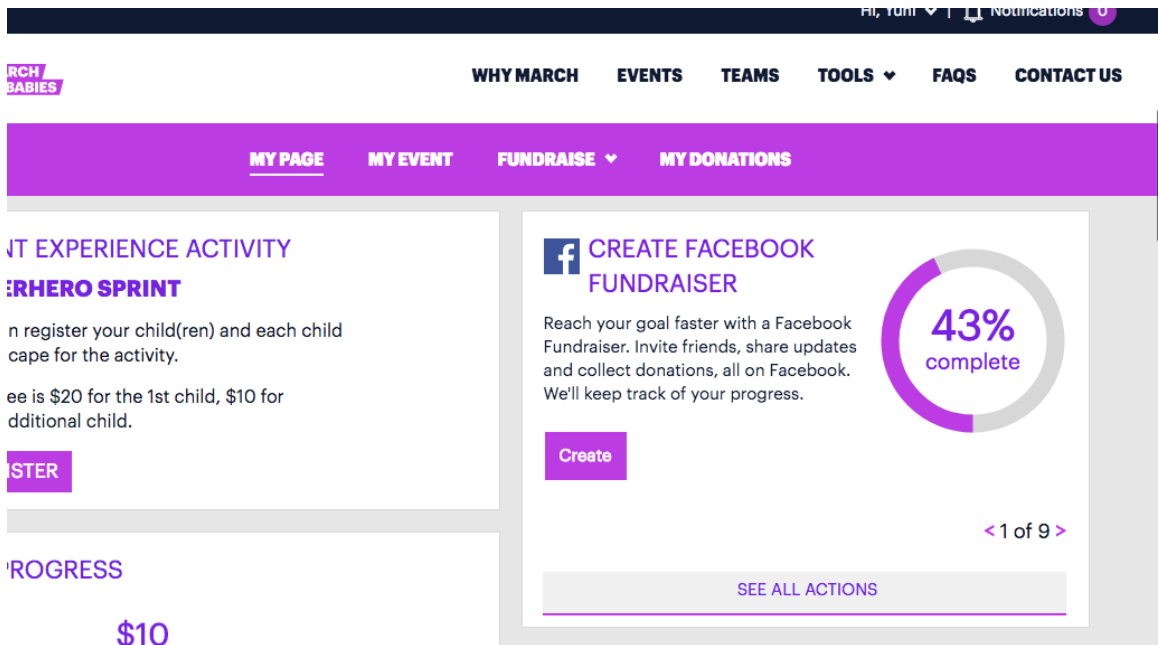 Hi, Yuni | Notifications 0
RCH
BABIES
WHY MARCH EVENTS TEAMS TOOLS FAQS CONTACT US
MY PAGE MY EVENT FUNDRAISE MY DONATIONS
NT EXPERIENCE ACTIVITY
ERHERO SPRINT
n register your child(ren) and each child
cape for the activity.
ee is $20 for the 1st child, $10 for
dditional child.
ISTER
ROGRESS
$10
CREATE FACEBOOK
FUNDRAISER
Reach your goal faster with a Facebook
Fundraiser. Invite friends, share updates
and collect donations, all on Facebook.
We'll keep track of your progress.
Create
43%
complete
< 1 of 9 >
SEE ALL ACTIONS